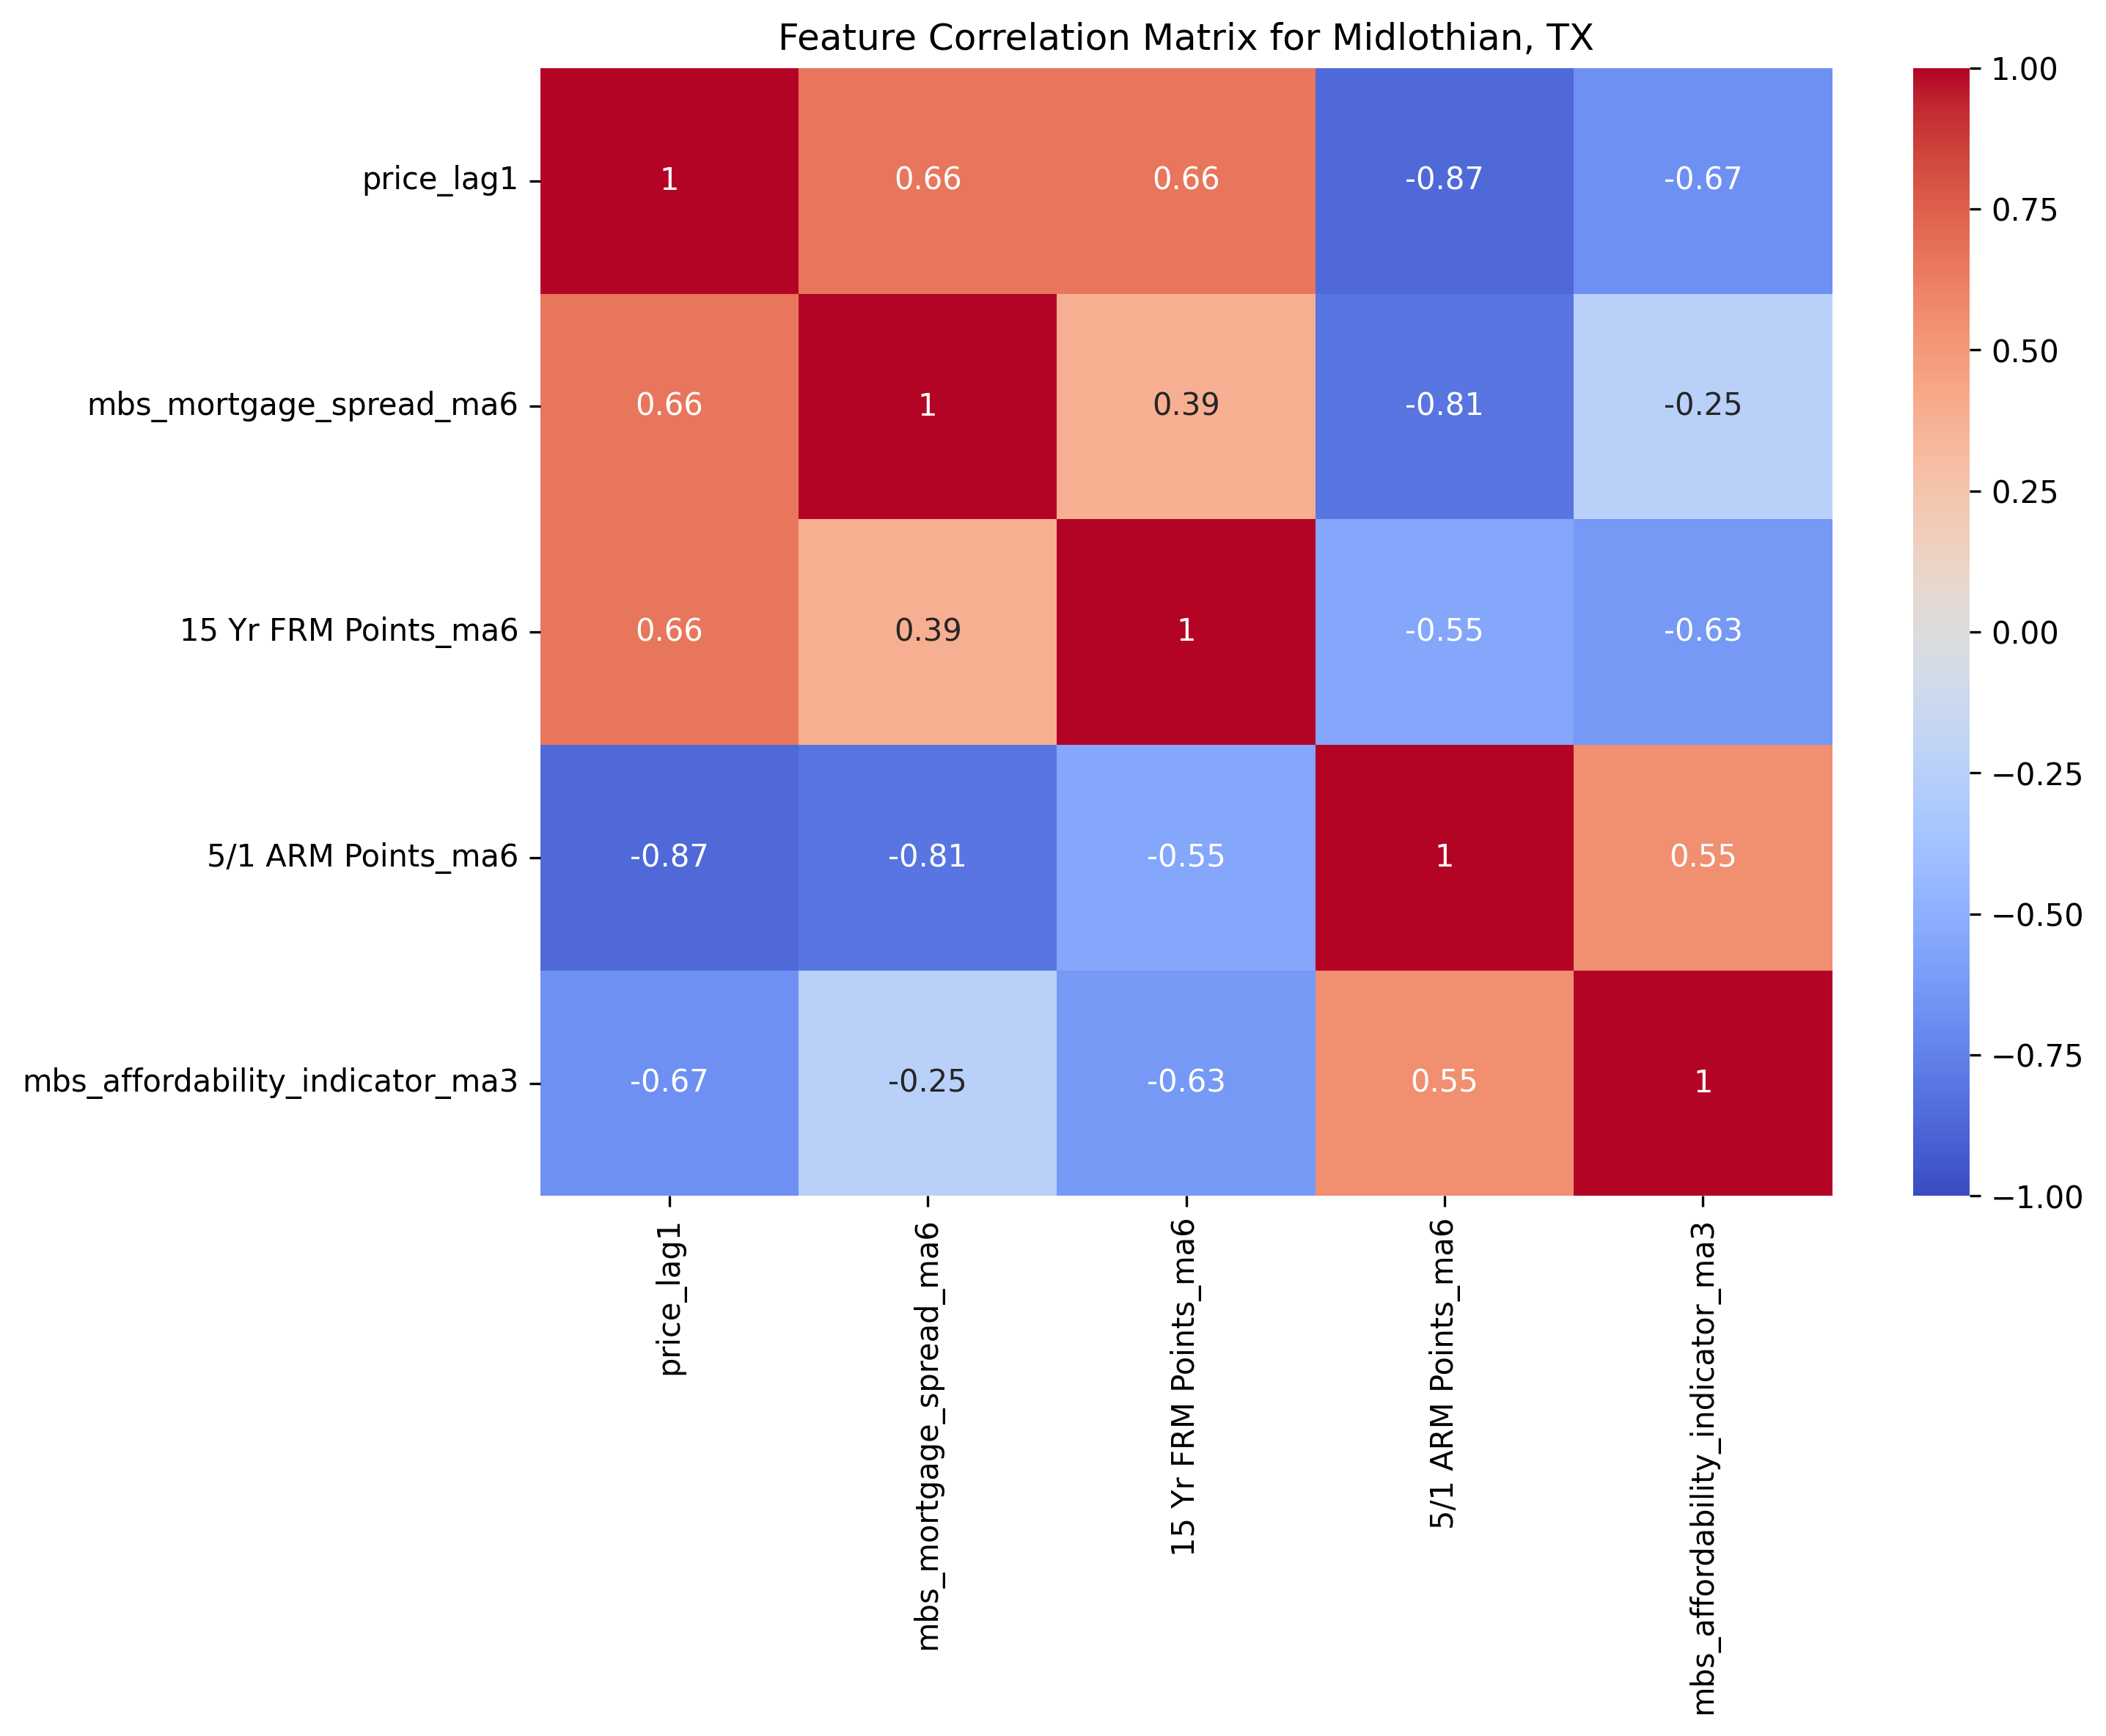 Feature Correlation Matrix for Midlothian, TX
price_lag1 1 0.66 0.66 -0.87 -0.67
mbs_mortgage_spread_ma6 0.66 1 0.39 -0.81 -0.25
15 Yr FRM Points_ma6 0.66 0.39 1 -0.55 -0.63
5/1 ARM Points_ma6 -0.87 -0.81 -0.55 1 0.55
mbs_affordability_indicator_ma3 -0.67 -0.25 -0.63 0.55 1
price_lag1
mbs_mortgage_spread_ma6
15 Yr FRM Points_ma6
5/1 ARM Points_ma6
mbs_affordability_indicator_ma3
1.00
0.75
0.50
0.25
0.00
−0.25
−0.50
−0.75
−1.00